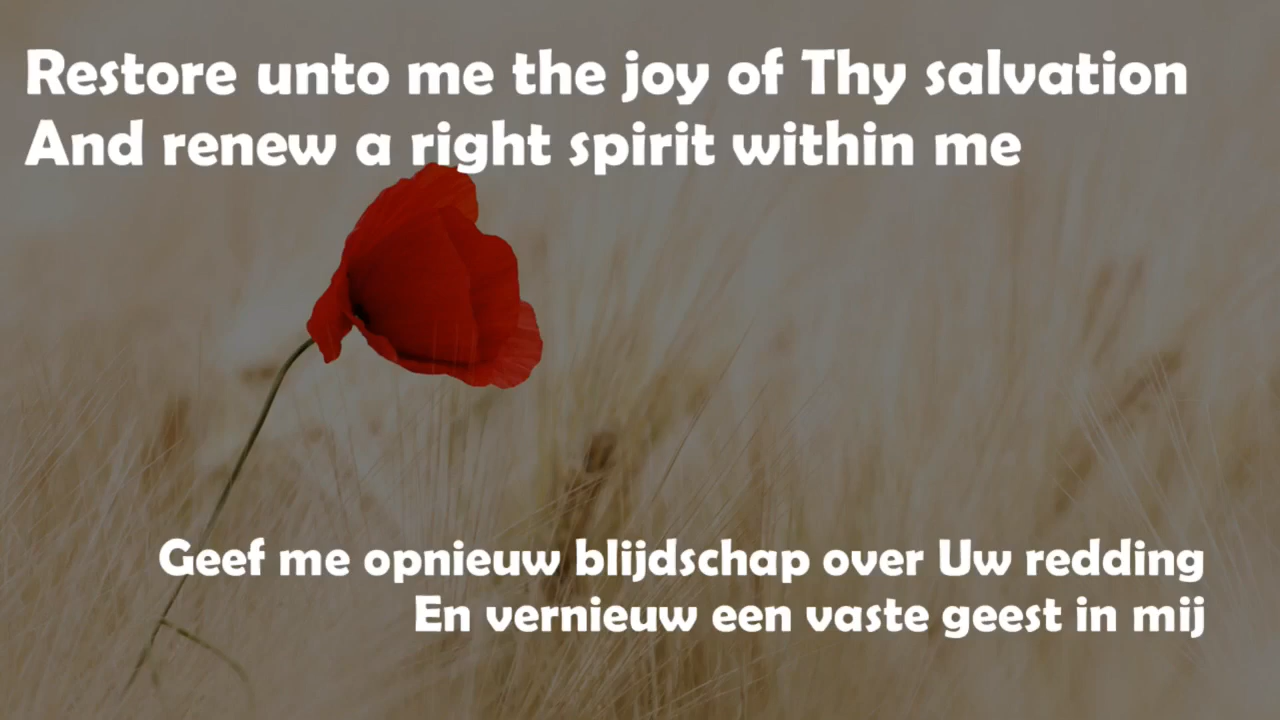 Restore unto me the joy of Thy salvation
And renew a right spirit within me
Geef me opnieuw blijdschap over Uw redding
En vernieuw een vaste geest in mij